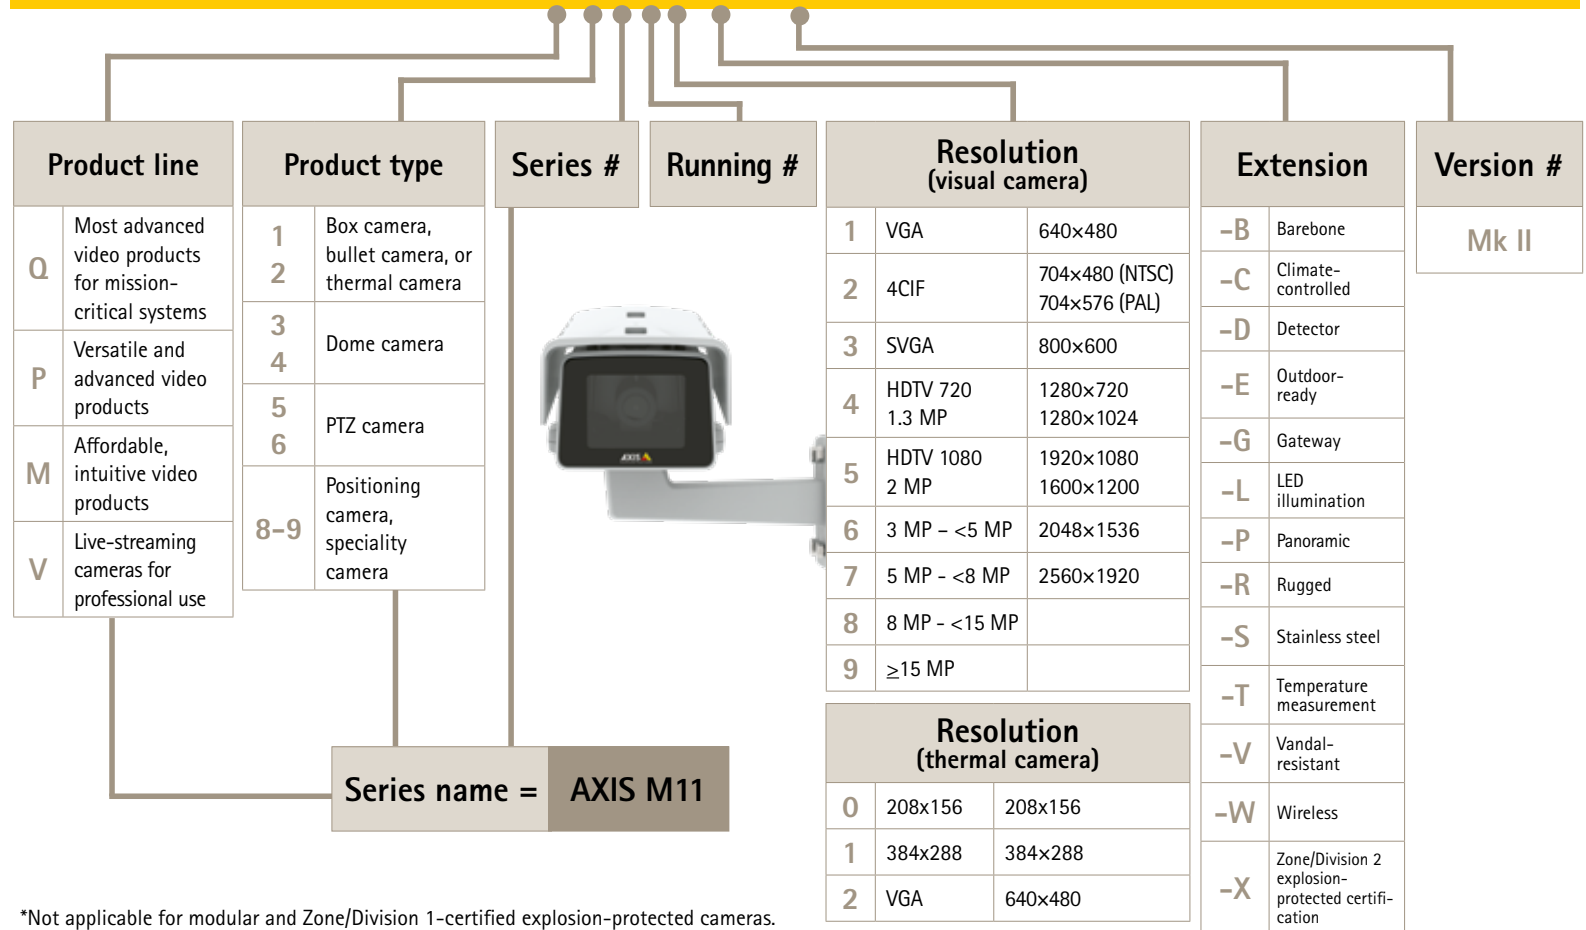 Product line
Q
Most advanced
video products
for mission-
critical systems
P
Versatile and
advanced video
products
M
Affordable,
intuitive video
products
V
Live-streaming
cameras for
professional use
Product type
1
2
Box camera,
bullet camera, or
thermal camera
3
4
Dome camera
5
6
PTZ camera
8-9
Positioning
camera,
speciality
camera
Series #
Running #
AXIS
Series name = AXIS M11
Resolution
(visual camera)
1 VGA 640×480
2 4CIF 704×480 (NTSC)
704×576 (PAL)
3 SVGA 800×600
4 HDTV 720 1280×720
1.3 MP 1280×1024
5 HDTV 1080 1920×1080
2 MP 1600×1200
6 3 MP – <5 MP 2048×1536
7 5 MP - <8 MP 2560×1920
8 8 MP - <15 MP
9 ≥15 MP
Resolution
(thermal camera)
0 208x156 208x156
1 384x288 384×288
2 VGA 640×480
Extension
-B Barebone
-C Climate-
controlled
-D Detector
-E Outdoor-
ready
-G Gateway
-L LED
illumination
-P Panoramic
-R Rugged
-S Stainless steel
-T Temperature
measurement
-V Vandal-
resistant
-W Wireless
-X Zone/Division 2
explosion-
protected certifi-
cation
Version #
Mk II
*Not applicable for modular and Zone/Division 1-certified explosion-protected cameras.